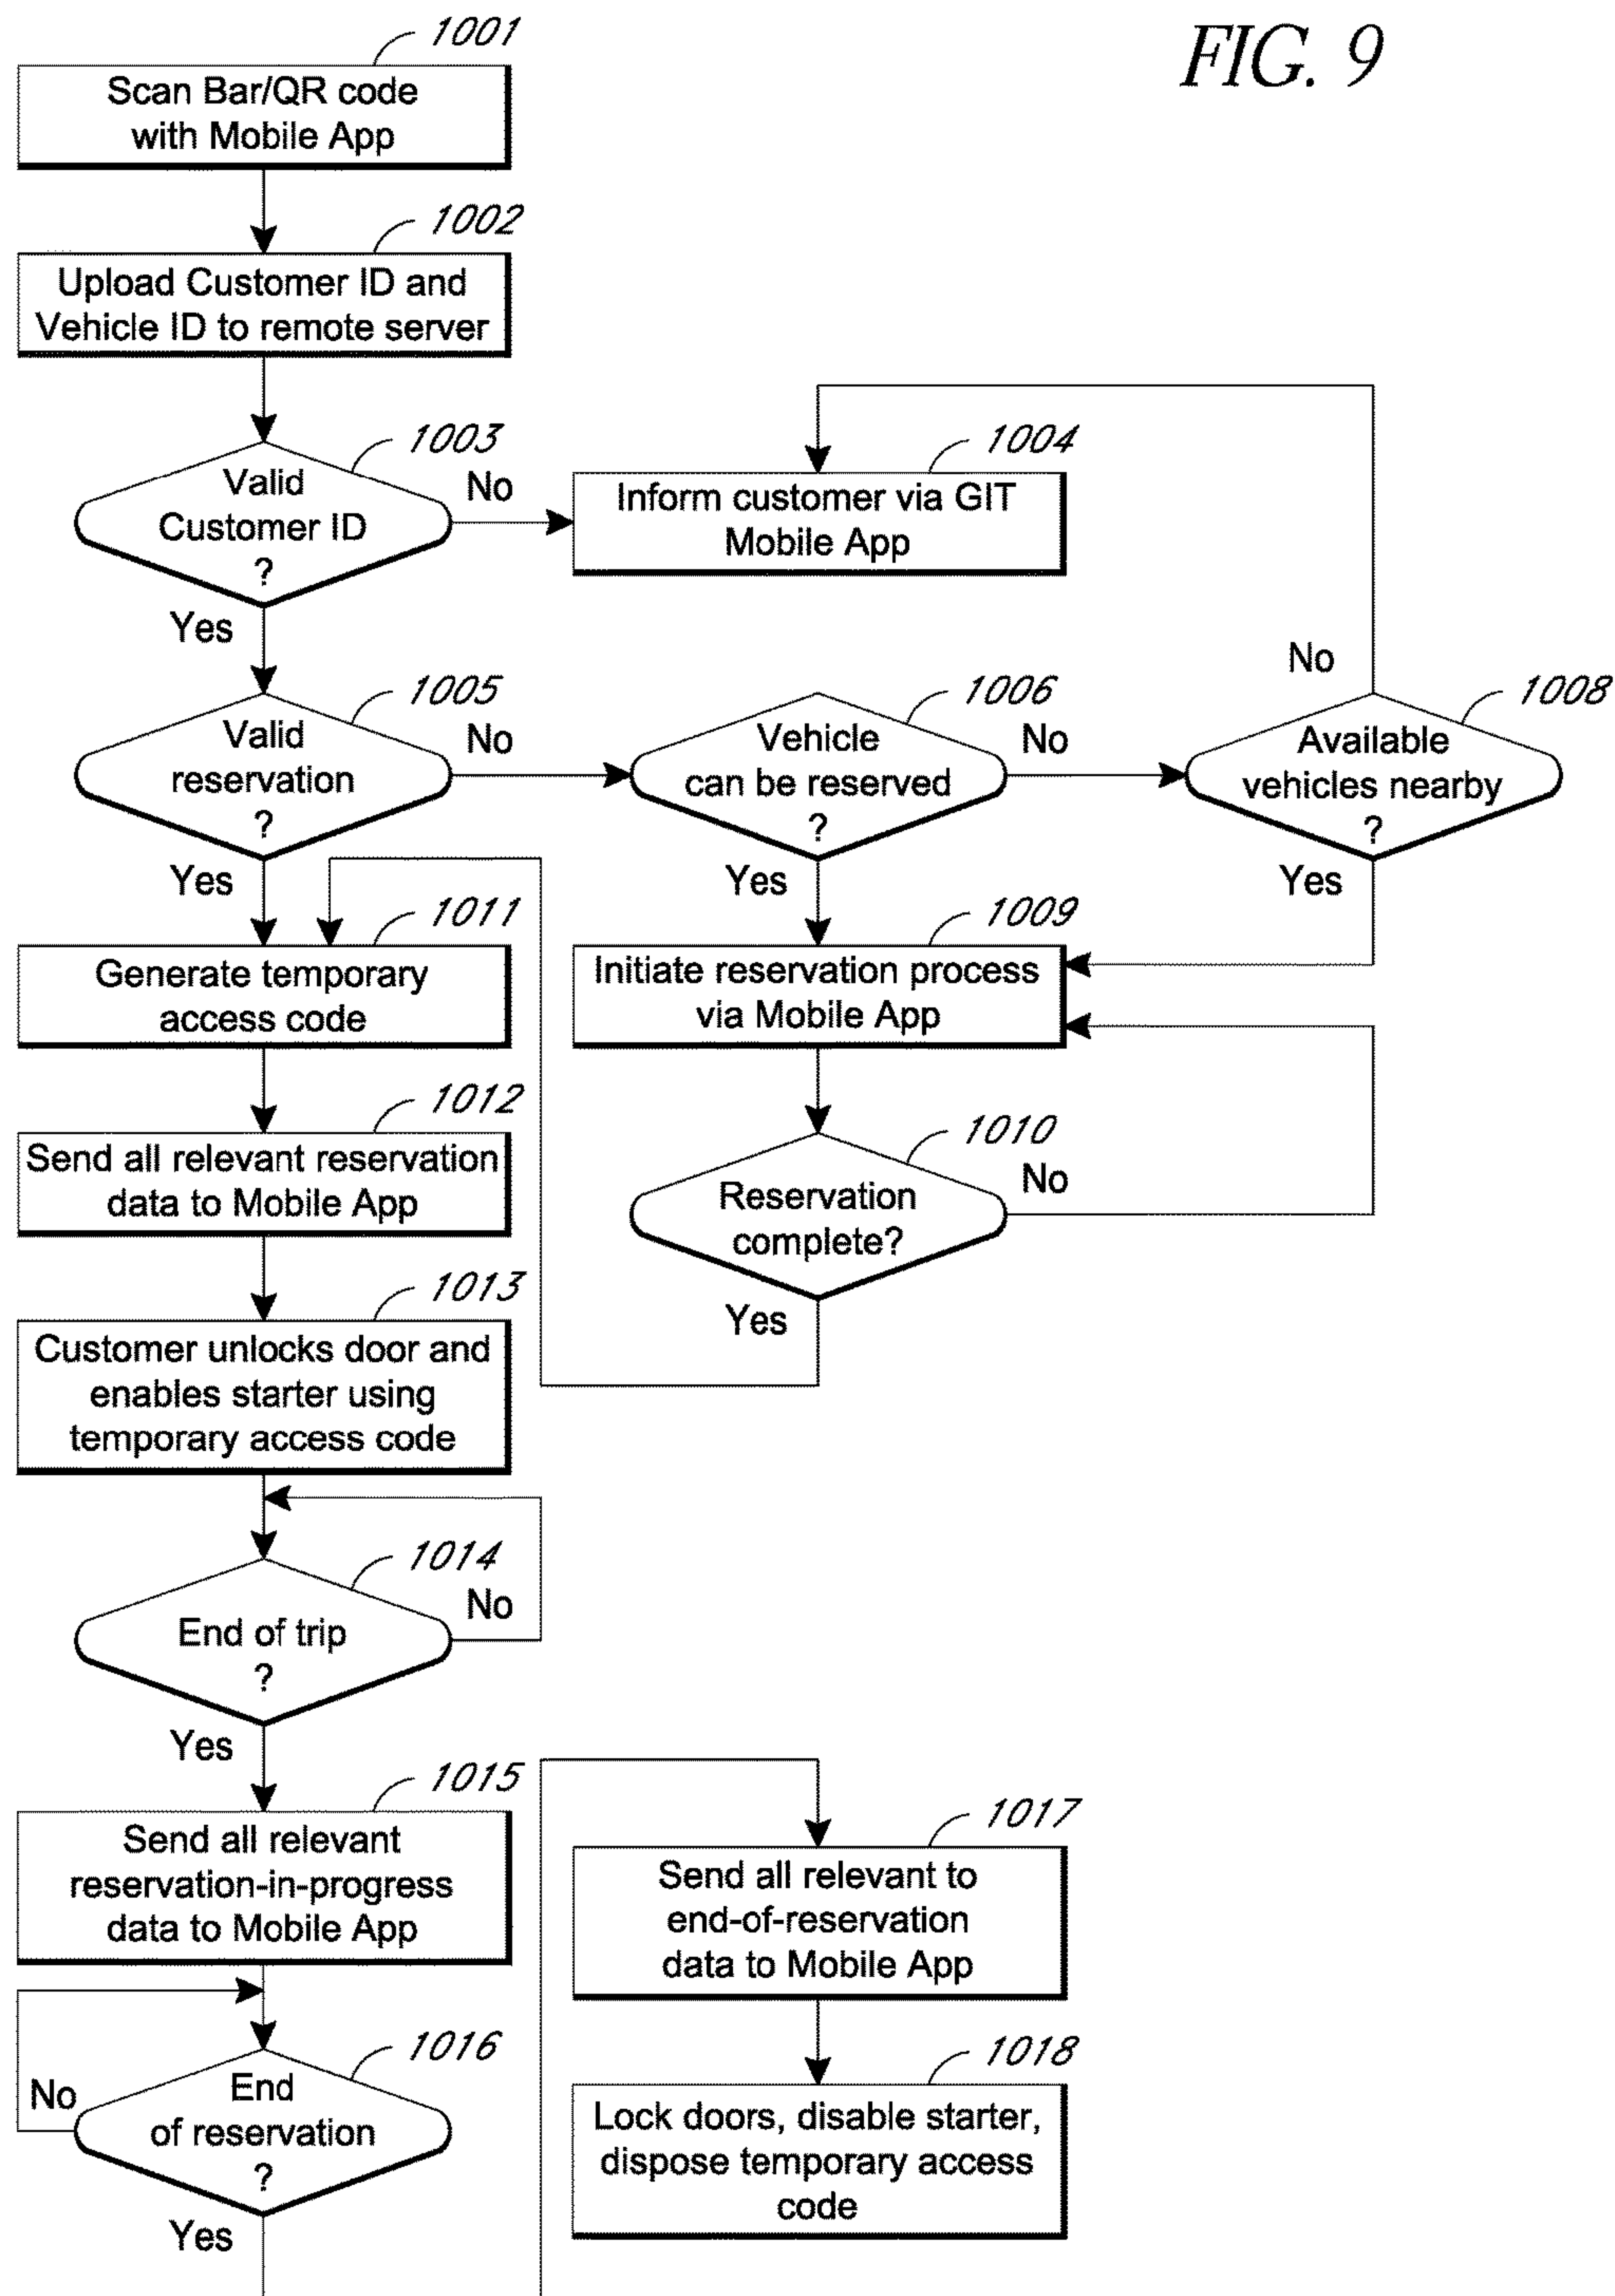 FIG. 9
1001
Scan Bar/QR code
with Mobile App
1002
Upload Customer ID and
Vehicle ID to remote server
1003
Valid
Customer ID
?
No
Yes
1004
Inform customer via GIT
Mobile App
1005
Valid
reservation
?
No
Yes
1006
Vehicle
can be reserved
?
No
Yes
1008
Available
vehicles nearby
?
No
Yes
1009
Initiate reservation process
via Mobile App
1010
Reservation
complete?
No
Yes
1011
Generate temporary
access code
1012
Send all relevant reservation
data to Mobile App
1013
Customer unlocks door and
enables starter using
temporary access code
1014
End of trip
?
No
Yes
1015
Send all relevant
reservation-in-progress
data to Mobile App
1016
End
of reservation
?
No
Yes
1017
Send all relevant to
end-of-reservation
data to Mobile App
1018
Lock doors, disable starter,
dispose temporary access
code